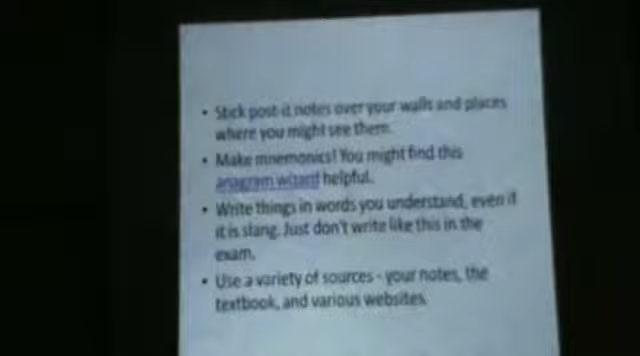 • Stick post-it notes over your walls and places
where you might see them.
• Make mnemonics! You might find this
anagram wizard helpful.
• Write things in words you understand, even if
it is slang. Just don't write like this in the
exam.
• Use a variety of sources - your notes, the
textbook, and various websites.